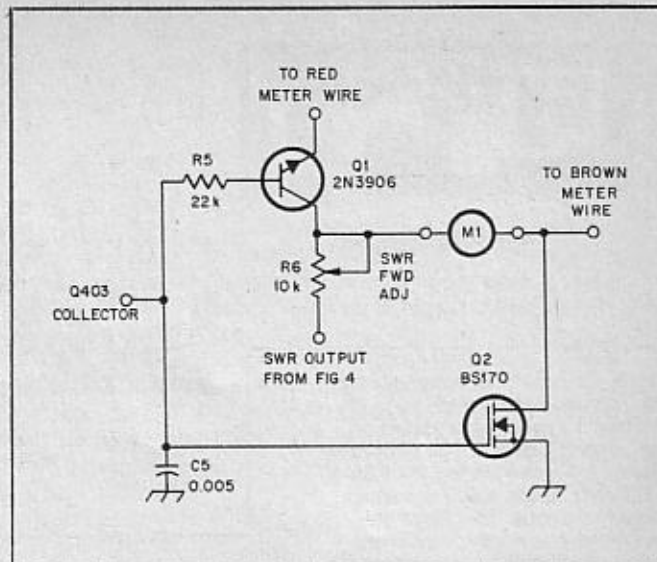 TO RED
METER WIRE
R5
22k
Q1
2N3906
TO BROWN
METER
WIRE
M1
Q403
COLLECTOR
R6
10k
SWR
FWD
ADJ
SWR OUTPUT
FROM FIG 4
Q2
BS170
C5
0.005